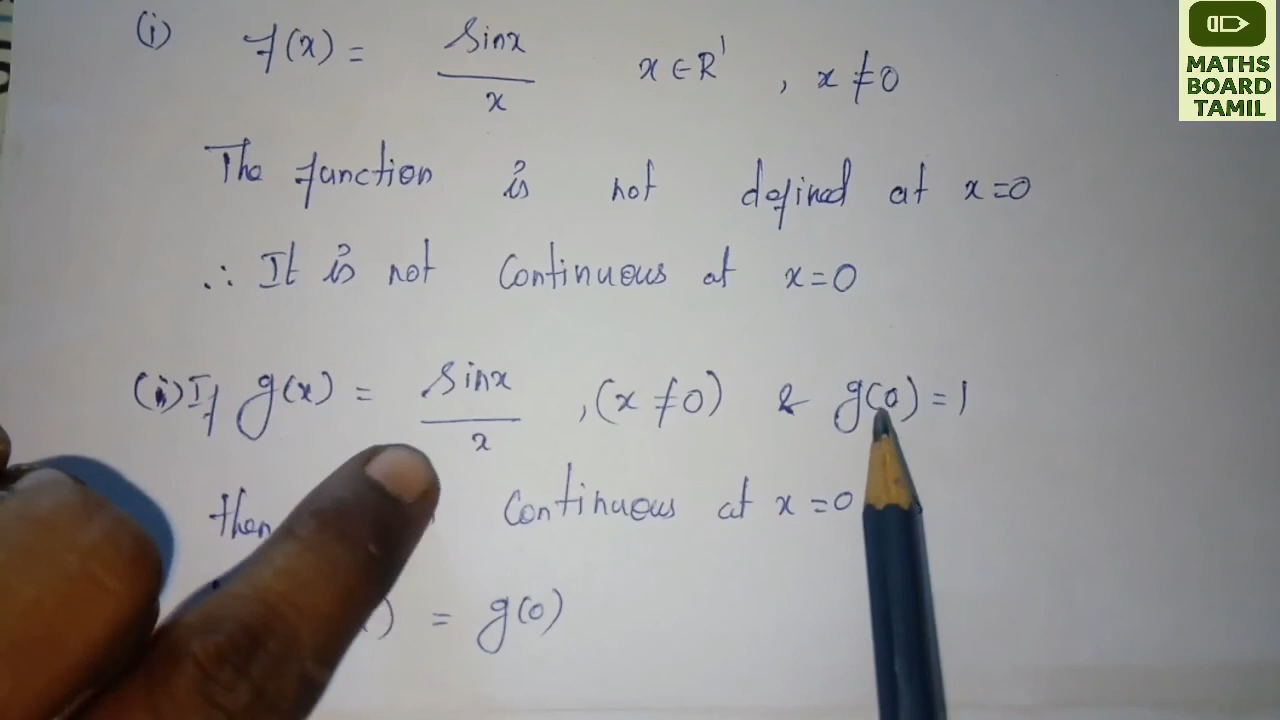 (i) f(x) = sinx / x x ∈ R¹ , x ≠ 0
The function is not defined at x=0
∴ It is not continuous at x=0
(ii) If g(x) = sinx / x , (x ≠ 0) & g(0) = 1
then continuous at x=0
) = g(0)
MATHS
BOARD
TAMIL